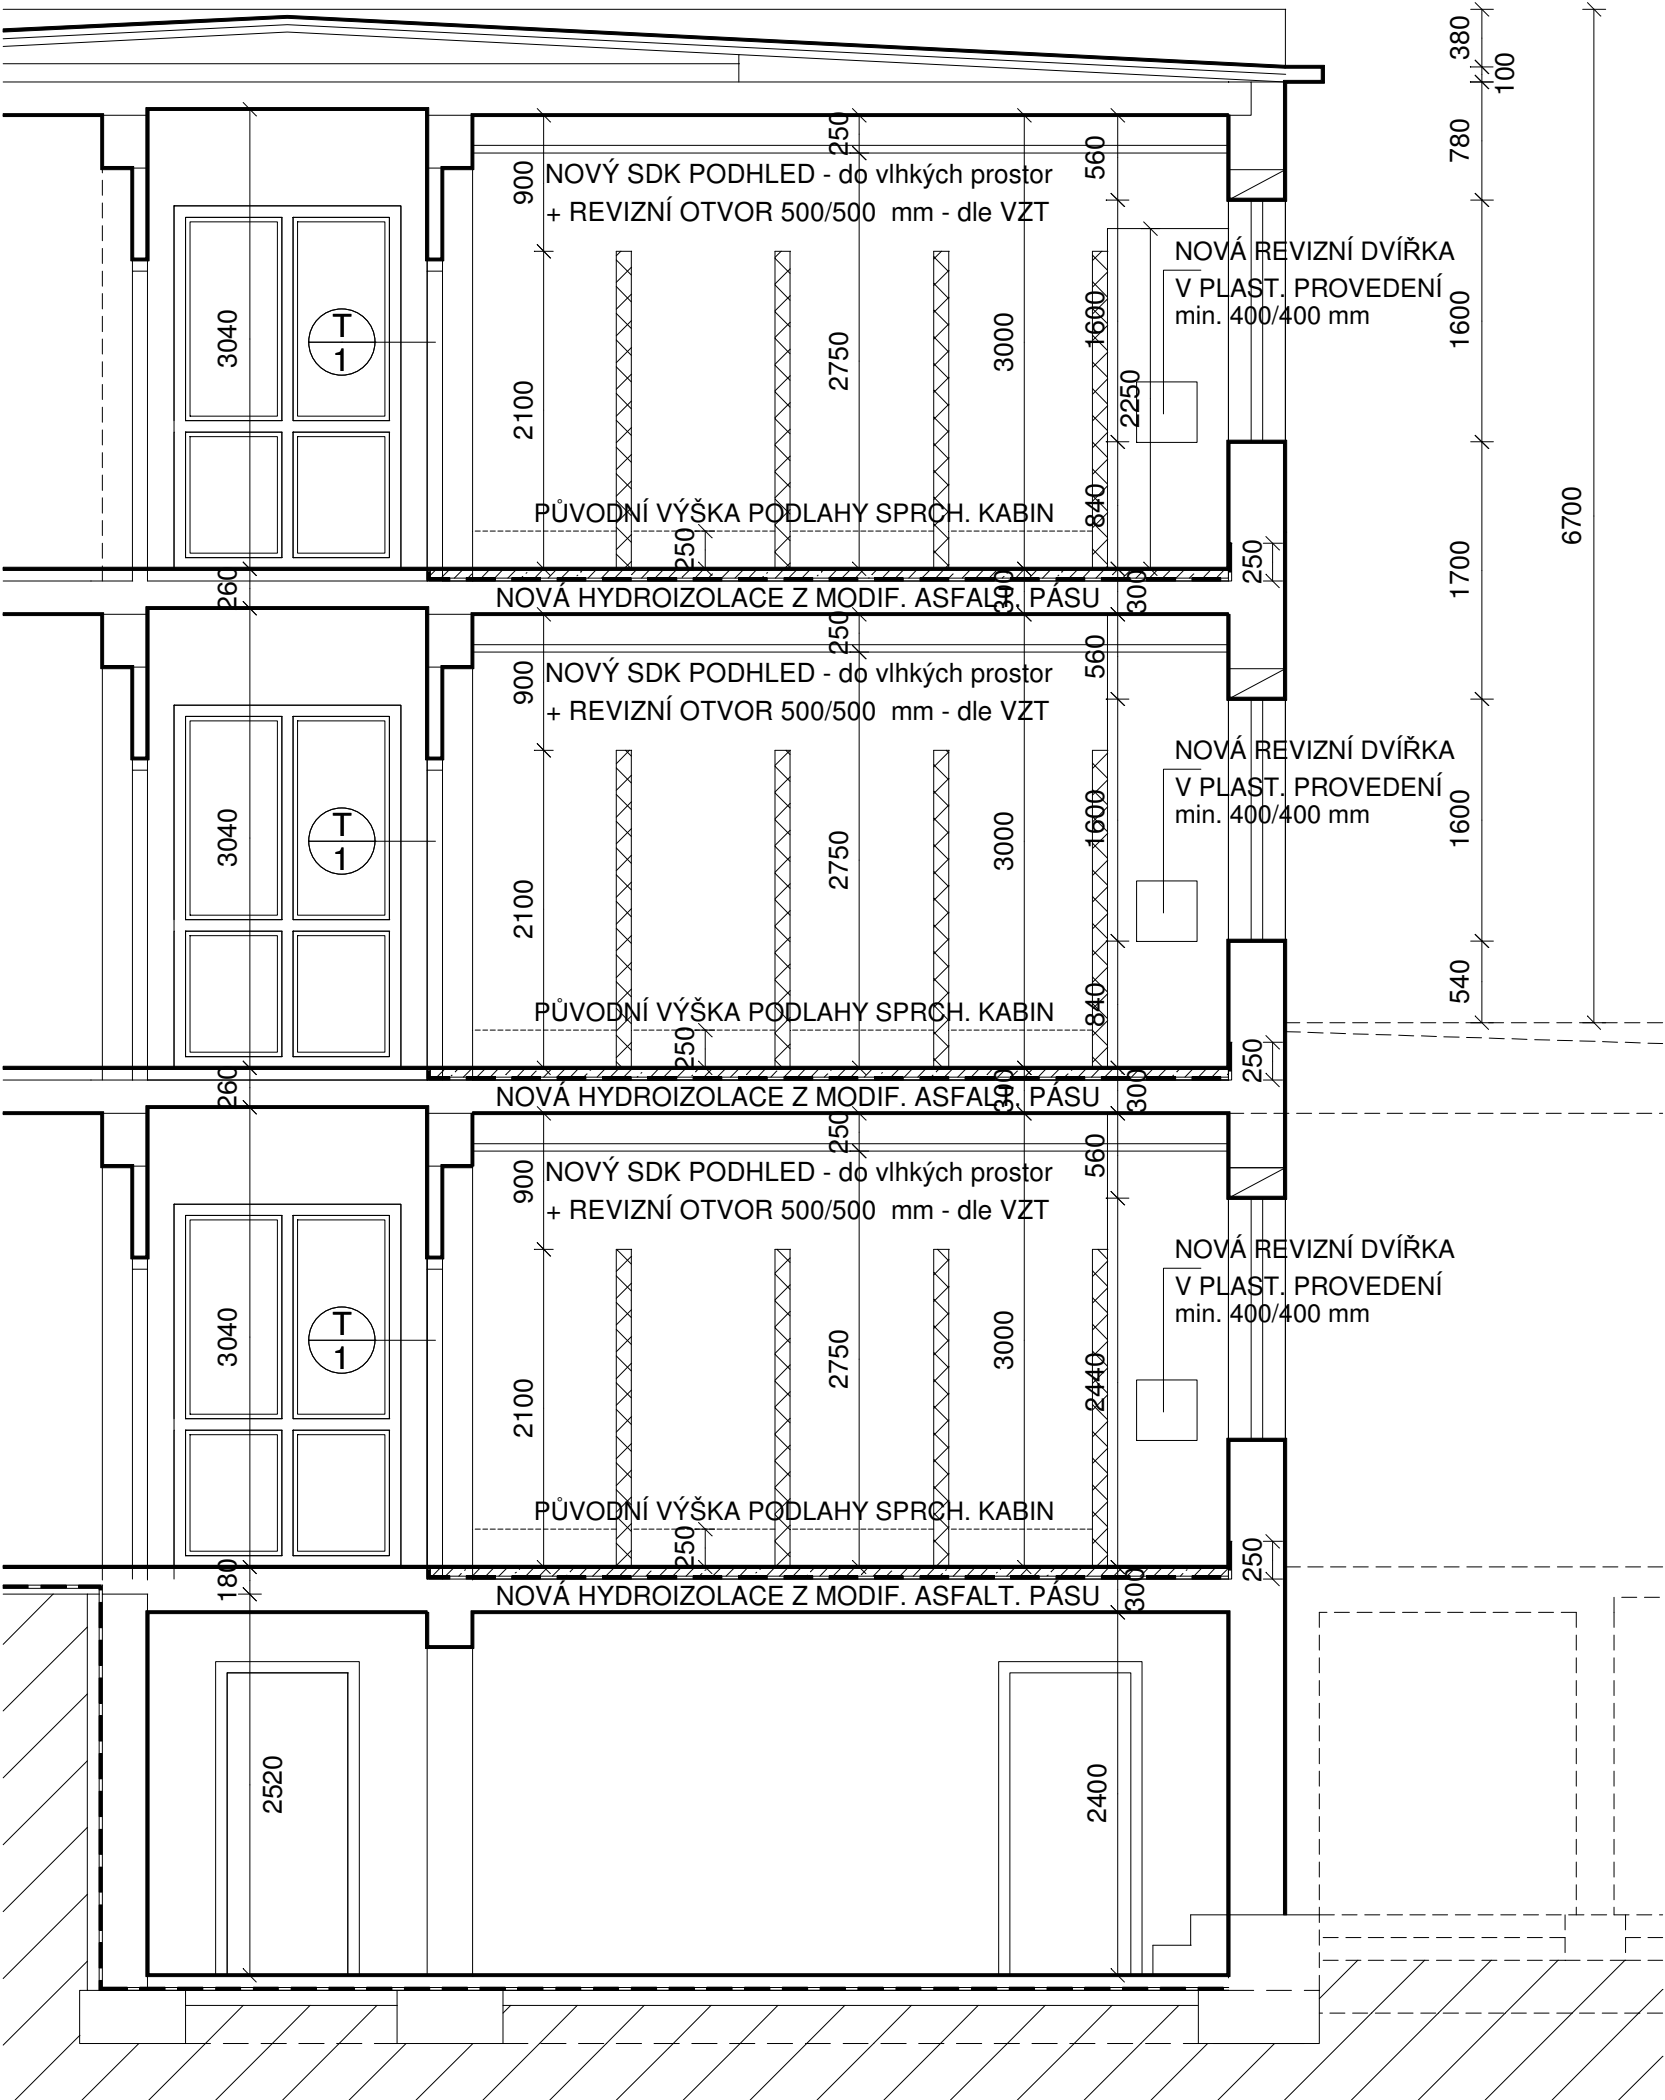 380
100
780
250
560
900
NOVÝ SDK PODHLED - do vlhkých prostor
+ REVIZNÍ OTVOR 500/500 mm - dle VZT
NOVÁ REVIZNÍ DVÍŘKA
V PLAST. PROVEDENÍ
min. 400/400 mm
3040
T
1
2750
3000
1600
1600
2100
2250
6700
PŮVODNÍ VÝŠKA PODLAHY SPRCH. KABIN
840
250
250
1700
260
NOVÁ HYDROIZOLACE Z MODIF. ASFALT. PÁSU
300
300
250
560
900
NOVÝ SDK PODHLED - do vlhkých prostor
+ REVIZNÍ OTVOR 500/500 mm - dle VZT
NOVÁ REVIZNÍ DVÍŘKA
V PLAST. PROVEDENÍ
min. 400/400 mm
3040
T
1
2750
3000
1600
1600
2100
PŮVODNÍ VÝŠKA PODLAHY SPRCH. KABIN
840
540
250
250
260
NOVÁ HYDROIZOLACE Z MODIF. ASFALT. PÁSU
300
300
250
560
900
NOVÝ SDK PODHLED - do vlhkých prostor
+ REVIZNÍ OTVOR 500/500 mm - dle VZT
NOVÁ REVIZNÍ DVÍŘKA
V PLAST. PROVEDENÍ
min. 400/400 mm
3040
T
1
2750
3000
2440
2100
PŮVODNÍ VÝŠKA PODLAHY SPRCH. KABIN
250
250
180
NOVÁ HYDROIZOLACE Z MODIF. ASFALT. PÁSU
300
2520
2400